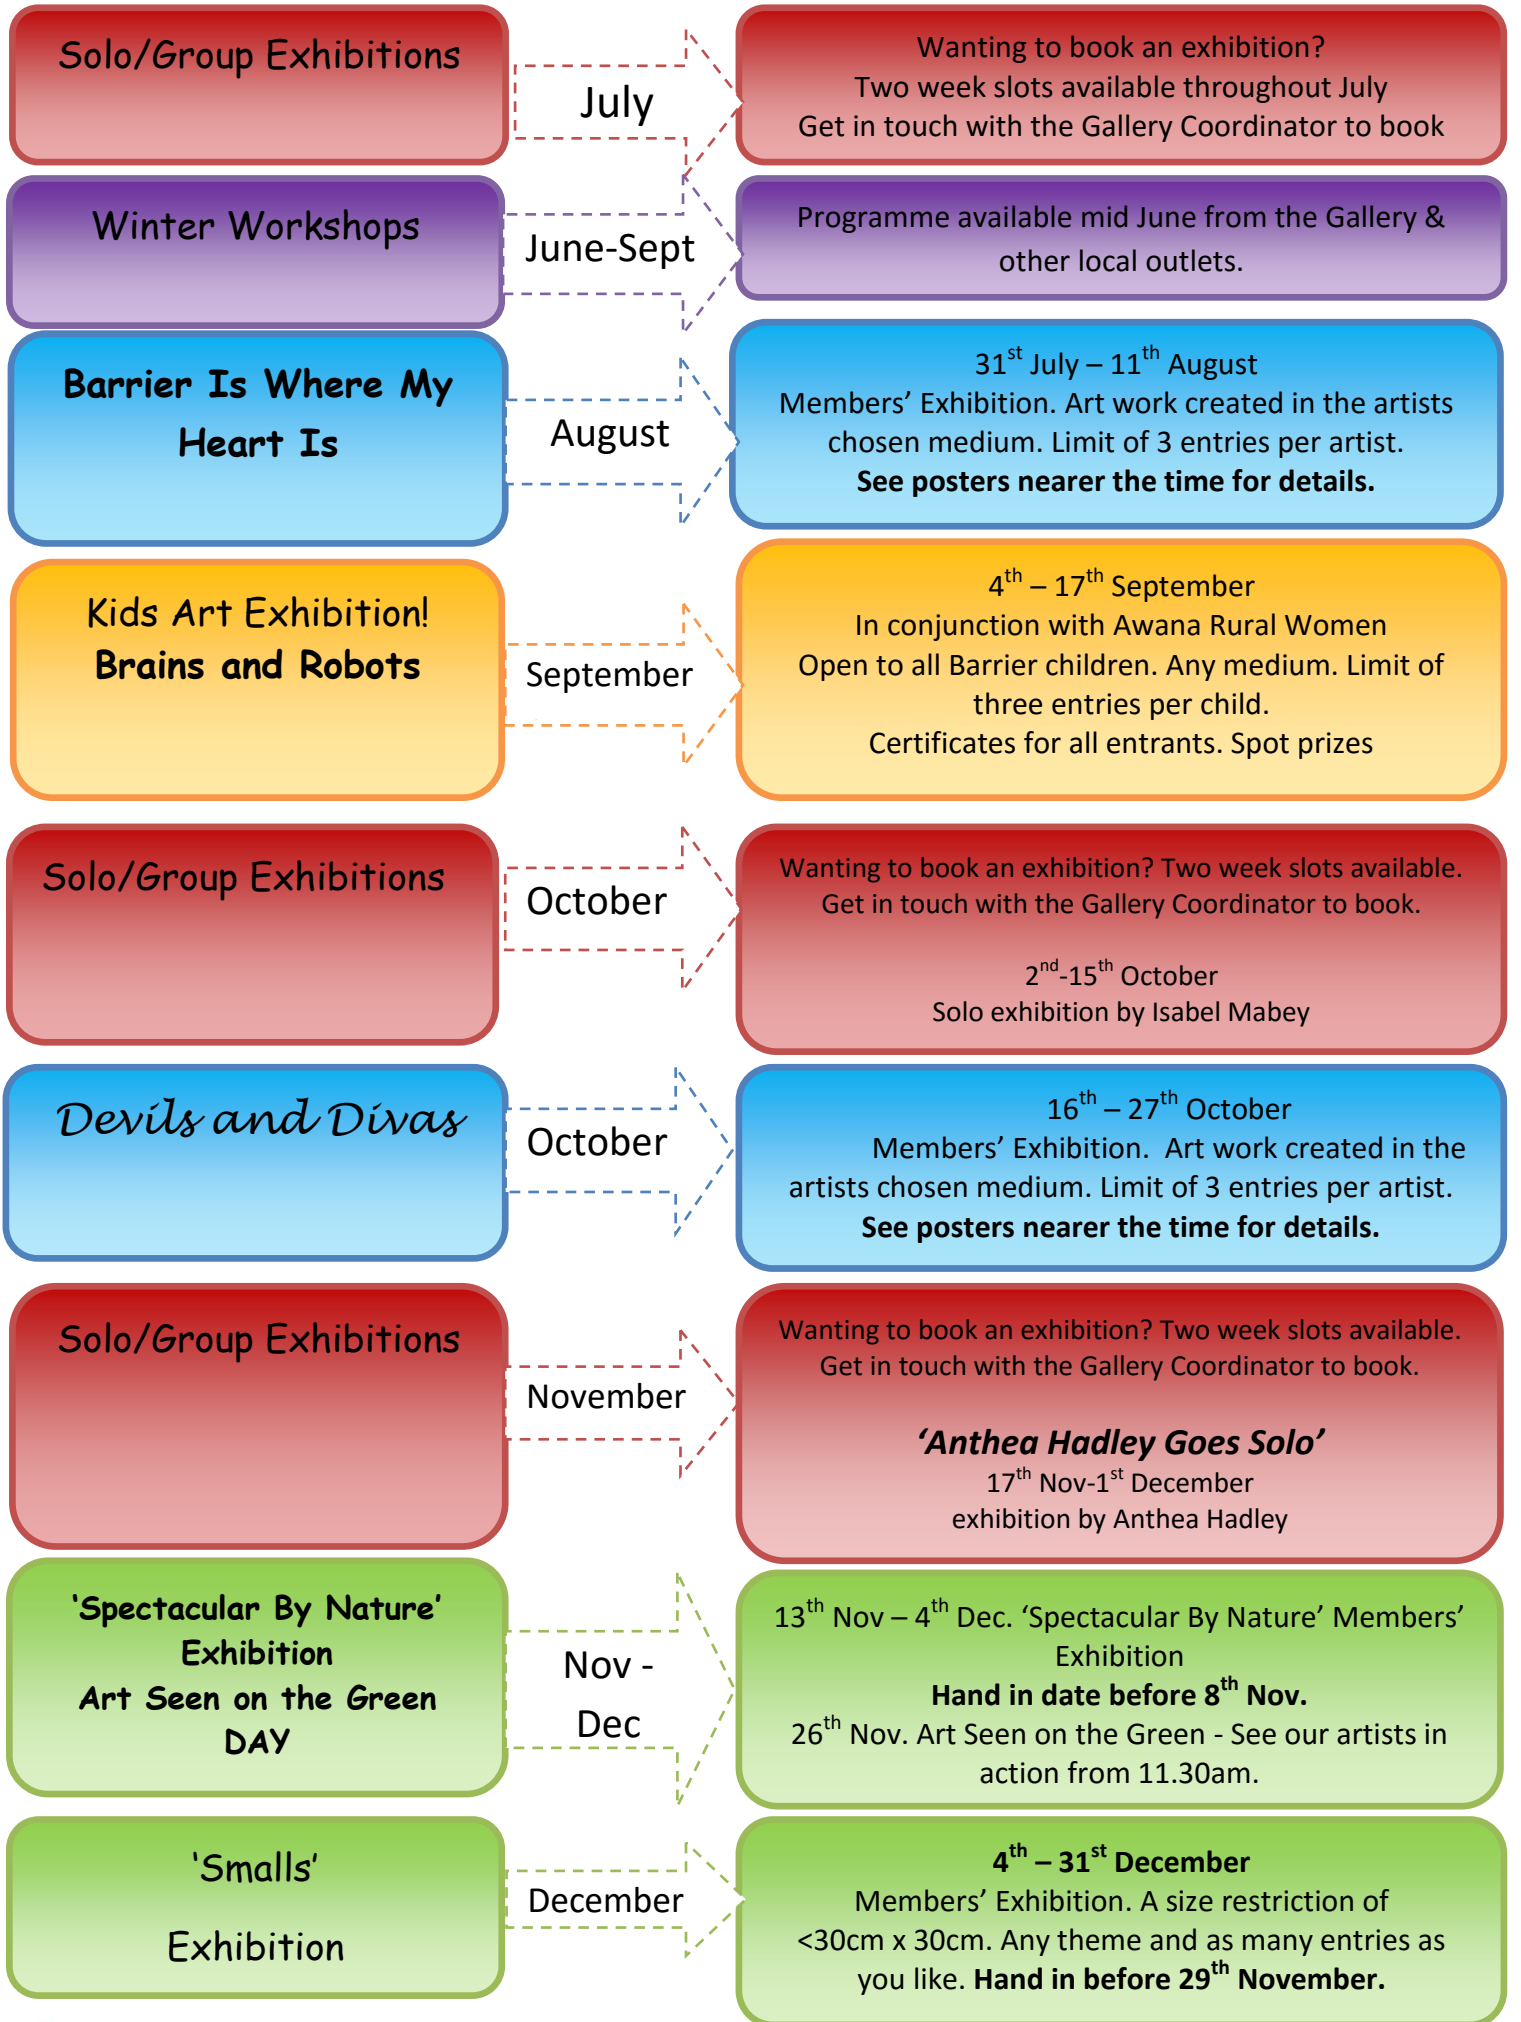 Solo/Group Exhibitions
July
Wanting to book an exhibition?
Two week slots available throughout July
Get in touch with the Gallery Coordinator to book
Winter Workshops
June-Sept
Programme available mid June from the Gallery &
other local outlets.
Barrier Is Where My
Heart Is
August
31st July – 11th August
Members’ Exhibition. Art work created in the artists
chosen medium. Limit of 3 entries per artist.
See posters nearer the time for details.
Kids Art Exhibition!
Brains and Robots
September
4th – 17th September
In conjunction with Awana Rural Women
Open to all Barrier children. Any medium. Limit of
three entries per child.
Certificates for all entrants. Spot prizes
Solo/Group Exhibitions
October
Wanting to book an exhibition? Two week slots available.
Get in touch with the Gallery Coordinator to book.
2nd-15th October
Solo exhibition by Isabel Mabey
Devils and Divas
October
16th – 27th October
Members’ Exhibition. Art work created in the
artists chosen medium. Limit of 3 entries per artist.
See posters nearer the time for details.
Solo/Group Exhibitions
November
Wanting to book an exhibition? Two week slots available.
Get in touch with the Gallery Coordinator to book.
‘Anthea Hadley Goes Solo’
17th Nov-1st December
exhibition by Anthea Hadley
‘Spectacular By Nature’
Exhibition
Art Seen on the Green
DAY
Nov -
Dec
13th Nov – 4th Dec. ‘Spectacular By Nature’ Members’
Exhibition
Hand in date before 8th Nov.
26th Nov. Art Seen on the Green - See our artists in
action from 11.30am.
‘Smalls’
Exhibition
December
4th – 31st December
Members’ Exhibition. A size restriction of
<30cm x 30cm. Any theme and as many entries as
you like. Hand in before 29th November.